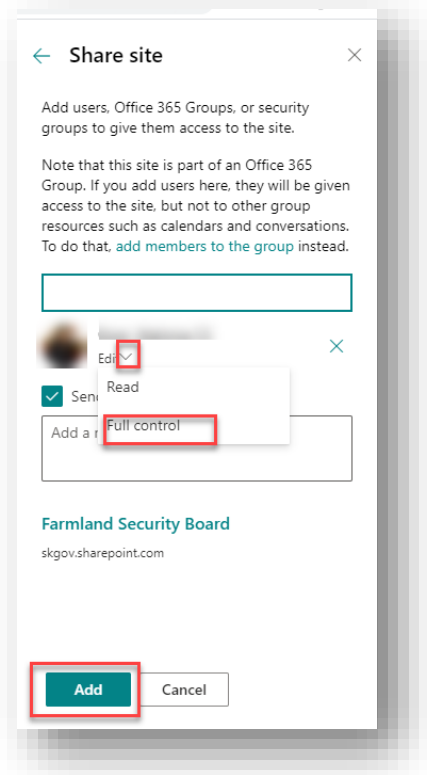 Share site
Add users, Office 365 Groups, or security
groups to give them access to the site.
Note that this site is part of an Office 365
Group. If you add users here, they will be given
access to the site, but not to other group
resources such as calendars and conversations.
To do that, add members to the group instead.
Read
Full control
Add a
Farmland Security Board
skgov.sharepoint.com
Add
Cancel